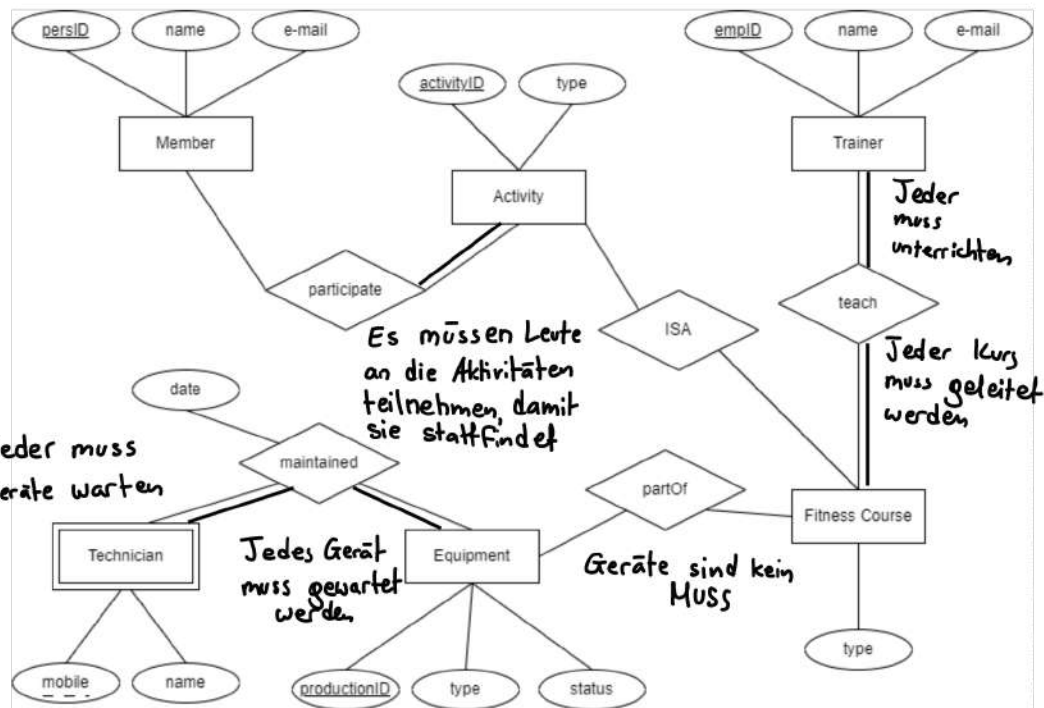 persID
name
e-mail
empID
name
e-mail
activityID
type
Member
Trainer
Activity
Jeder
muss
unterrichten
participate
teach
ISA
Es müssen Leute
an die Aktivitäten
teilnehmen, damit
sie stattfindet
Jeder Kurs
muss geleitet
werden
date
eder muss
eräte warten
maintained
partOf
Technician
Jedes Gerät
muss gewartet
werden
Equipment
Geräte sind kein
MUSS
Fitness Course
mobile
name
productionID
type
status
type